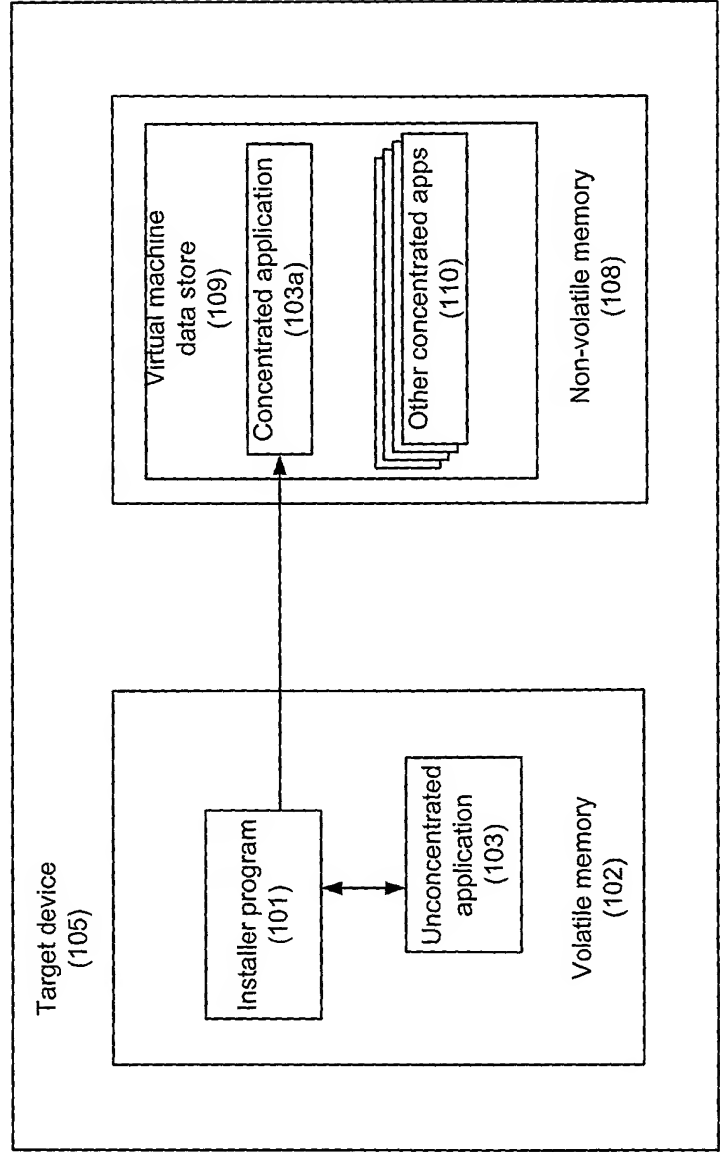 Target device
(105)
Installer program
(101)
Unconcentrated
application
(103)
Volatile memory
(102)
Virtual machine
data store
(109)
Concentrated application
(103a)
Other concentrated apps
(110)
Non-volatile memory
(108)